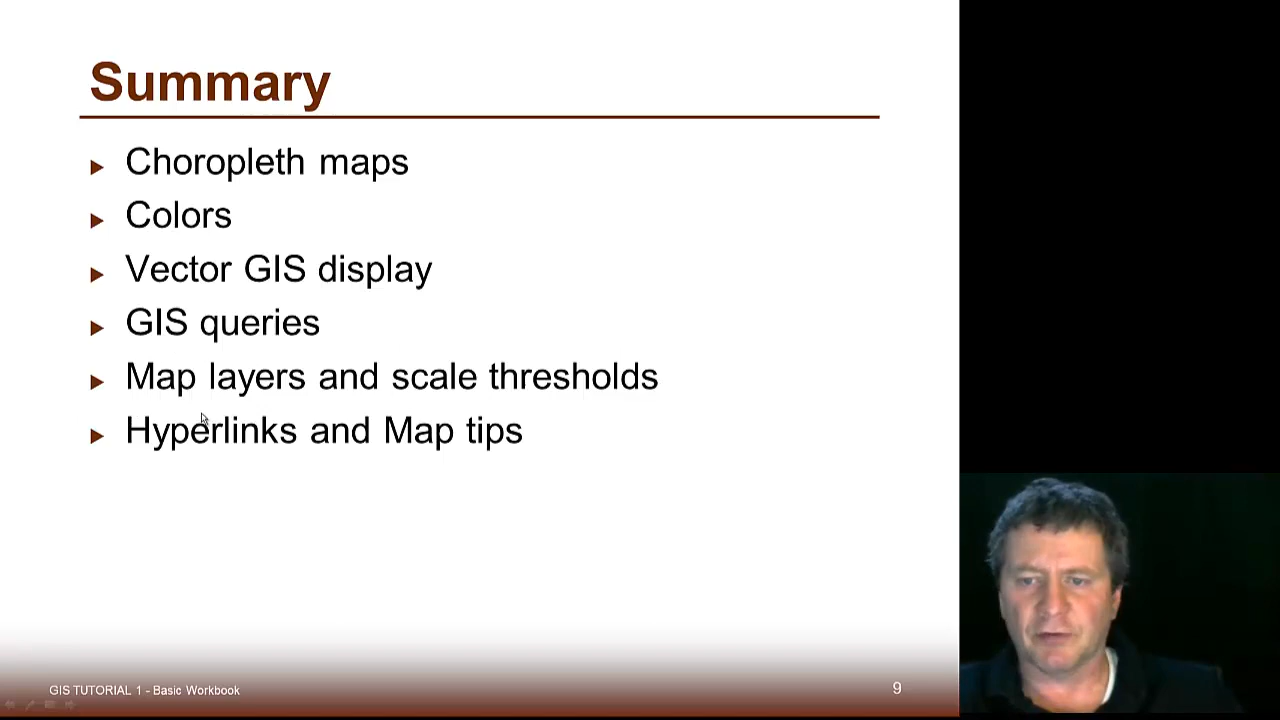 Summary
Choropleth maps
Colors
Vector GIS display
GIS queries
Map layers and scale thresholds
Hyperlinks and Map tips
GIS TUTORIAL 1 - Basic Workbook
9